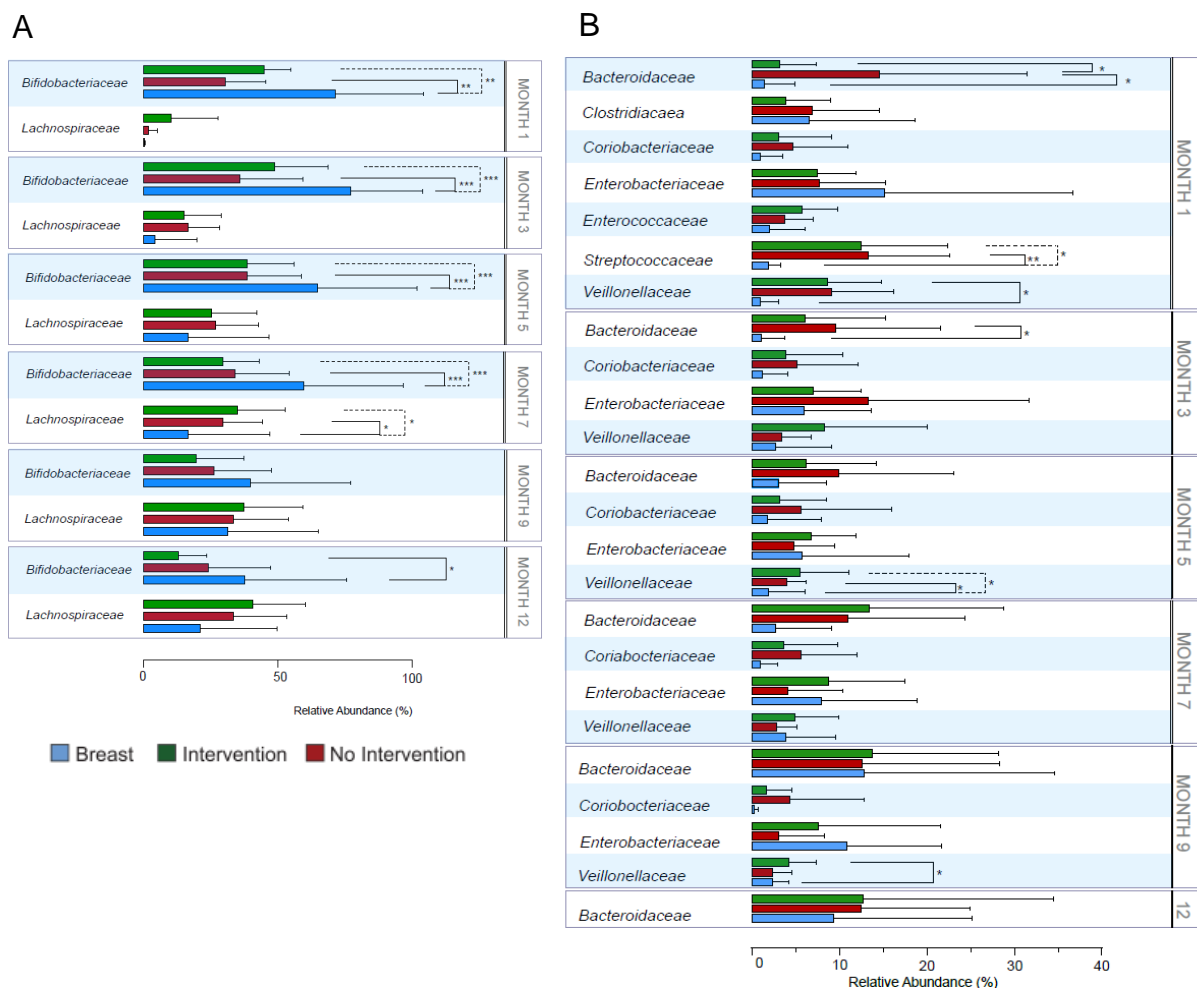 A
Bifidobacteriaceae
**
**
Lachnospiraceae
MONTH 1
Bifidobacteriaceae
***
***
Lachnospiraceae
MONTH 3
Bifidobacteriaceae
***
***
Lachnospiraceae
MONTH 5
Bifidobacteriaceae
***
***
Lachnospiraceae
*
*
MONTH 7
Bifidobacteriaceae
Lachnospiraceae
MONTH 9
Bifidobacteriaceae
*
Lachnospiraceae
MONTH 12
0 50 100
Relative Abundance (%)
Breast Intervention No Intervention
B
Bacteroidaceae
*
*
Clostridiacaea
Coriobacteriaceae
Enterobacteriaceae
Enterococcaceae
Streptococcaceae
**
*
Veillonellaceae
*
MONTH 1
Bacteroidaceae
*
Coriobacteriaceae
Enterobacteriaceae
Veillonellaceae
MONTH 3
Bacteroidaceae
Coriobacteriaceae
Enterobacteriaceae
Veillonellaceae
*
*
MONTH 5
Bacteroidaceae
Coriabocteriaceae
Enterobacteriaceae
Veillonellaceae
MONTH 7
Bacteroidaceae
Coriobocteriaceae
Enterobacteriaceae
Veillonellaceae
*
MONTH 9
Bacteroidaceae
12
0 10 20 30 40
Relative Abundance (%)